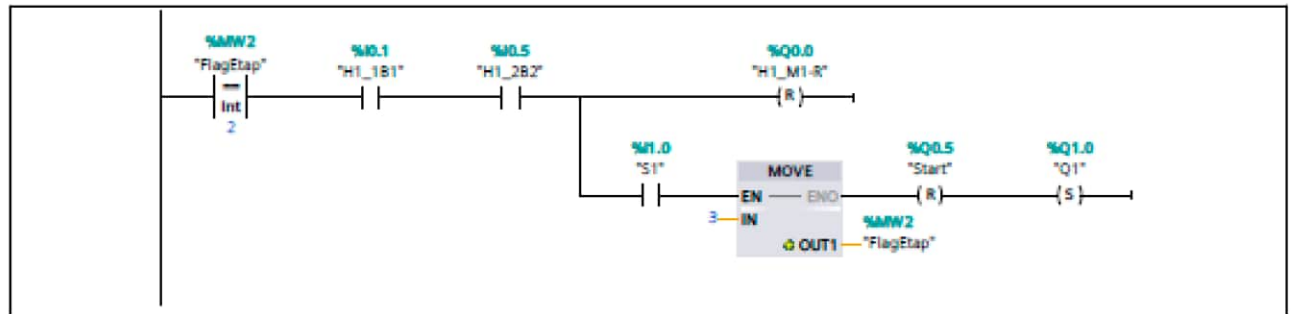 %MW2
"FlagEtap"
==
Int
2
%I0.1
"H1_1B1"
%I0.5
"H1_2B2"
%Q0.0
"H1_M1-R"
R
%I1.0
"S1"
MOVE
EN ENO
3 IN
OUT1
%MW2
"FlagEtap"
%Q0.5
"Start"
R
%Q1.0
"Q1"
S